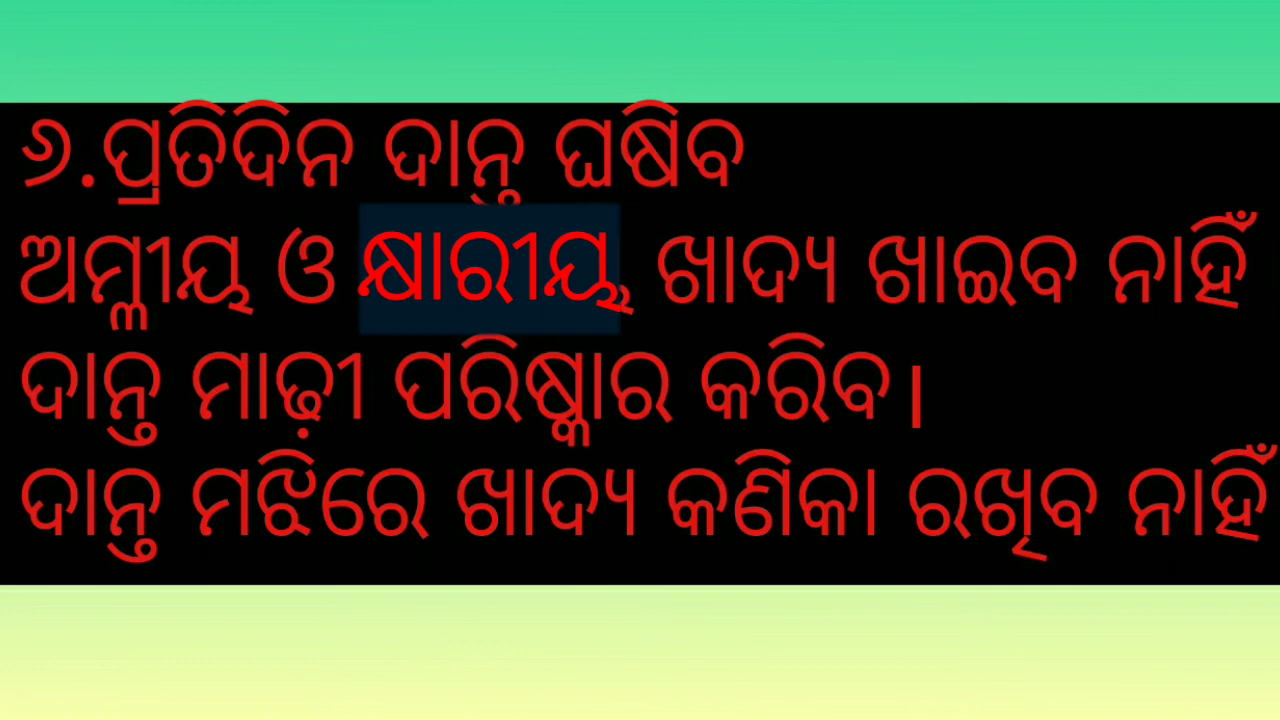 ୬.ପ୍ରତିଦିନ ଦାନ୍ତ ଘଷିବ
ଅମ୍ଳୀୟ ଓ କ୍ଷାରୀୟ ଖାଦ୍ୟ ଖାଇବ ନାହିଁ
ଦାନ୍ତ ମାଢ଼ୀ ପରିଷ୍କାର କରିବ।
ଦାନ୍ତ ମଝିରେ ଖାଦ୍ୟ କଣିକା ରଖିବ ନାହିଁ